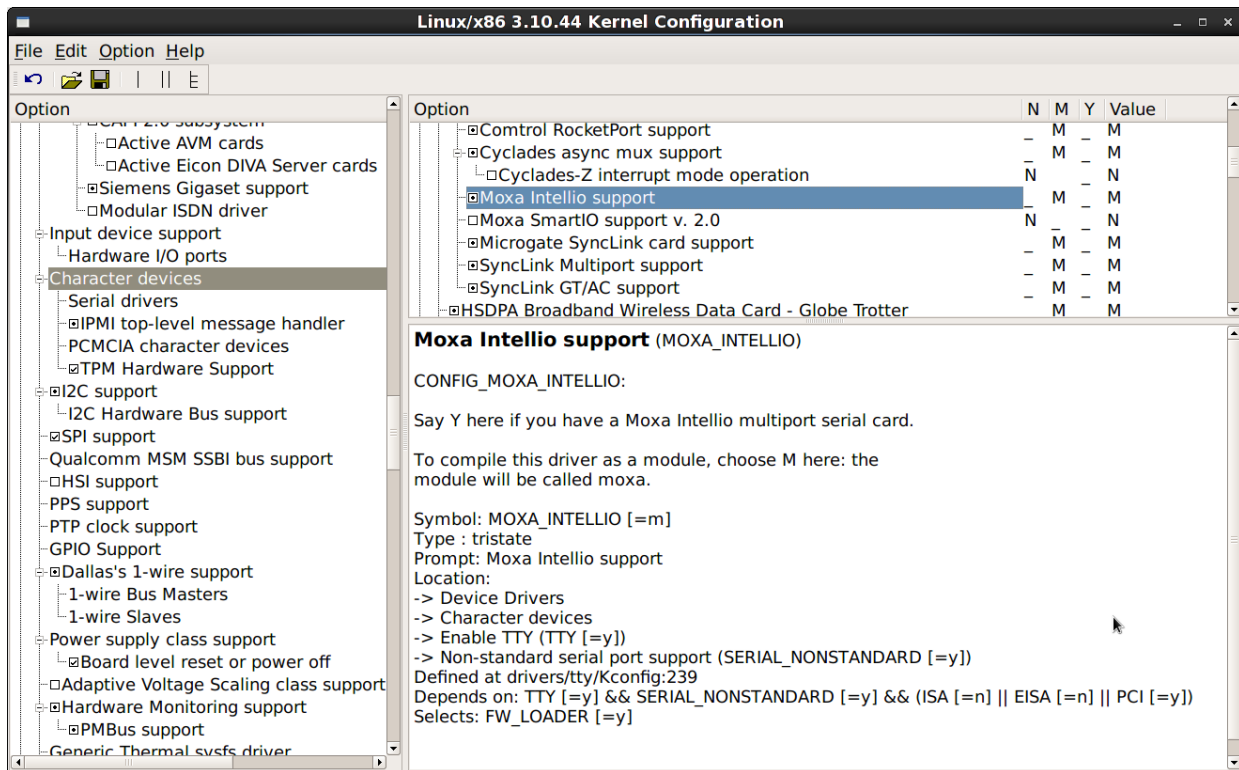 Linux/x86 3.10.44 Kernel Configuration
File Edit Option Help
Option
CAPI 2.0 subsystem
Active AVM cards
Active Eicon DIVA Server cards
Siemens Gigaset support
Modular ISDN driver
Input device support
Hardware I/O ports
Character devices
Serial drivers
IPMI top-level message handler
PCMCIA character devices
TPM Hardware Support
I2C support
I2C Hardware Bus support
SPI support
Qualcomm MSM SSBI bus support
HSI support
PPS support
PTP clock support
GPIO Support
Dallas's 1-wire support
1-wire Bus Masters
1-wire Slaves
Power supply class support
Board level reset or power off
Adaptive Voltage Scaling class support
Hardware Monitoring support
PMBus support
Generic Thermal sysfs driver
Option N M Y Value
Comtrol RocketPort support _ M _ M
Cyclades async mux support _ M _ M
Cyclades-Z interrupt mode operation N _ N
Moxa Intellio support _ M _ M
Moxa SmartIO support v. 2.0 N _ _ N
Microgate SyncLink card support _ M _ M
SyncLink Multiport support _ M _ M
SyncLink GT/AC support _ M _ M
HSDPA Broadband Wireless Data Card - Globe Trotter M M
Moxa Intellio support (MOXA_INTELLIO)
CONFIG_MOXA_INTELLIO:
Say Y here if you have a Moxa Intellio multiport serial card.
To compile this driver as a module, choose M here: the
module will be called moxa.
Symbol: MOXA_INTELLIO [=m]
Type : tristate
Prompt: Moxa Intellio support
Location:
-> Device Drivers
-> Character devices
-> Enable TTY (TTY [=y])
-> Non-standard serial port support (SERIAL_NONSTANDARD [=y])
Defined at drivers/tty/Kconfig:239
Depends on: TTY [=y] && SERIAL_NONSTANDARD [=y] && (ISA [=n] || EISA [=n] || PCI [=y])
Selects: FW_LOADER [=y]